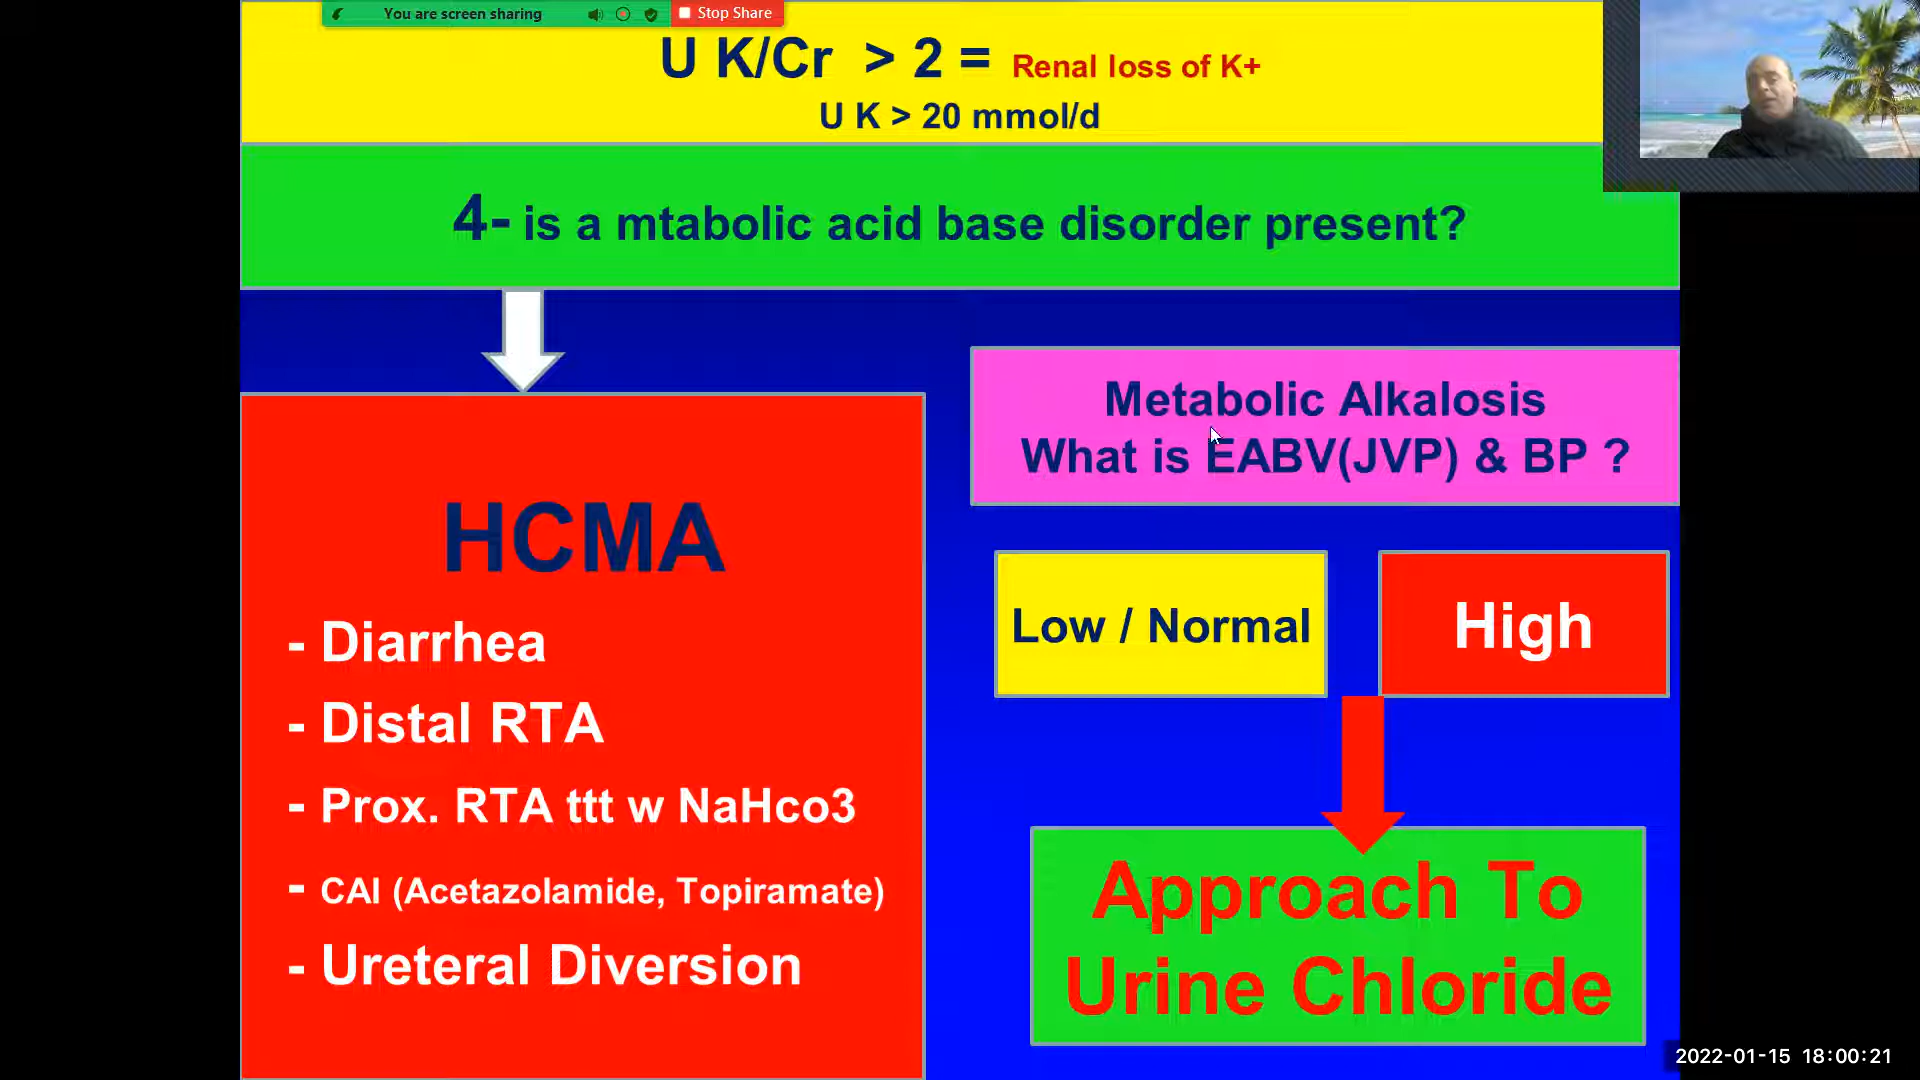 You are screen sharing
Stop Share
U K/Cr > 2 = Renal loss of K+
U K > 20 mmol/d
4- is a mtabolic acid base disorder present?
HCMA
- Diarrhea
- Distal RTA
- Prox. RTA ttt w NaHco3
- CAI (Acetazolamide, Topiramate)
- Ureteral Diversion
Metabolic Alkalosis
What is EABV(JVP) & BP ?
Low / Normal
High
Approach To
Urine Chloride
2022-01-15 18:00:21